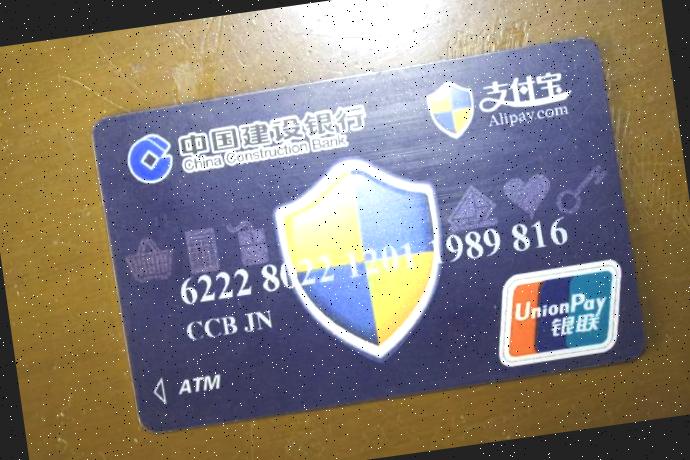 中国建设银行
China Construction Bank
支付宝
Alipay.com
6222 8022 1201 1989 816
CCB JN
UnionPay
银联
ATM